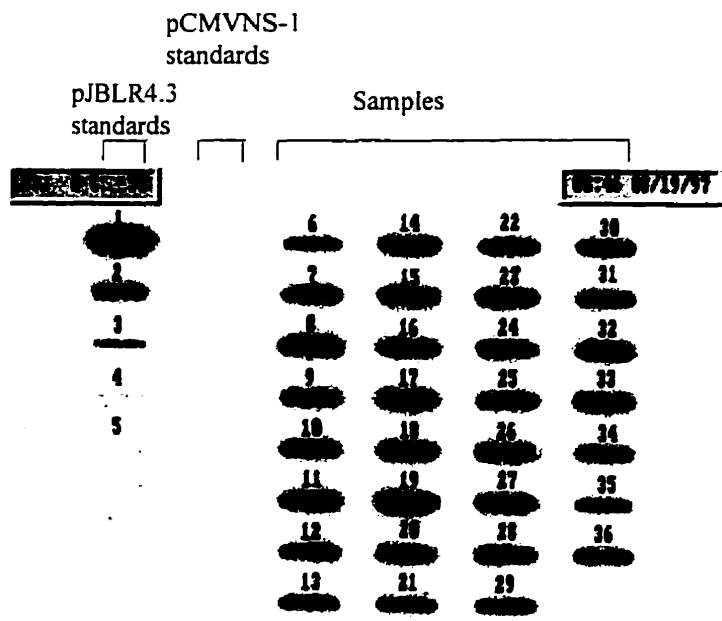 pCMVNS-1
standards
pJBLR4.3
standards
Samples
1 6 14 22 30
2 7 15 23 31
3 8 16 24 32
4 9 17 25 33
5 10 18 26 34
11 19 27 35
12 20 28 36
13 21 29